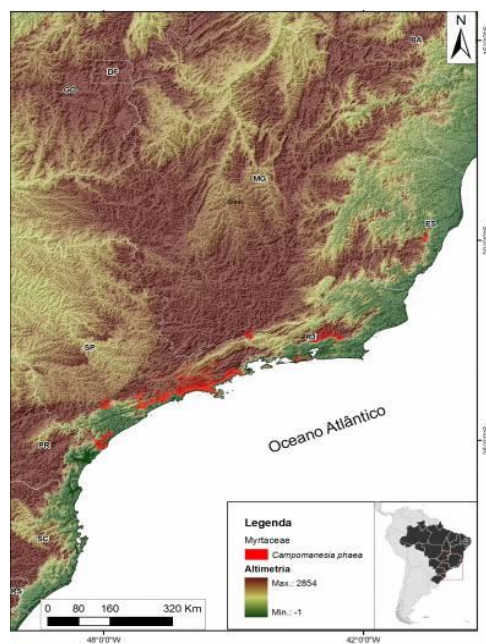 N
BA
DF
GO
MG
ES
RJ
SP
Oceano Atlântico
PR
SC
RS
Legenda
Myrtaceae
Campomanesia phaea
Altimetria
Max.: 2854
Min.: -1
0 80 160 320 Km
48°0'0"W
42°0'0"W